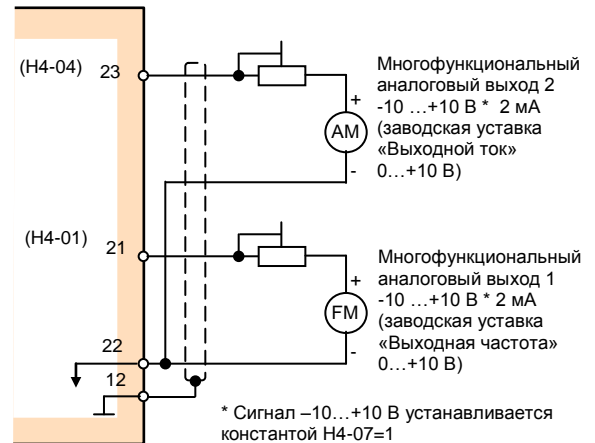 (H4-04) 23
Многофункциональный
аналоговый выход 2
-10 …+10 В * 2 мА
(заводская уставка
«Выходной ток»
0…+10 В)
+
AM
-
(H4-01) 21
Многофункциональный
аналоговый выход 1
-10 …+10 В * 2 мА
(заводская уставка
«Выходная частота»
0…+10 В)
+
FM
-
22
12
* Сигнал –10…+10 В устанавливается
константой H4-07=1